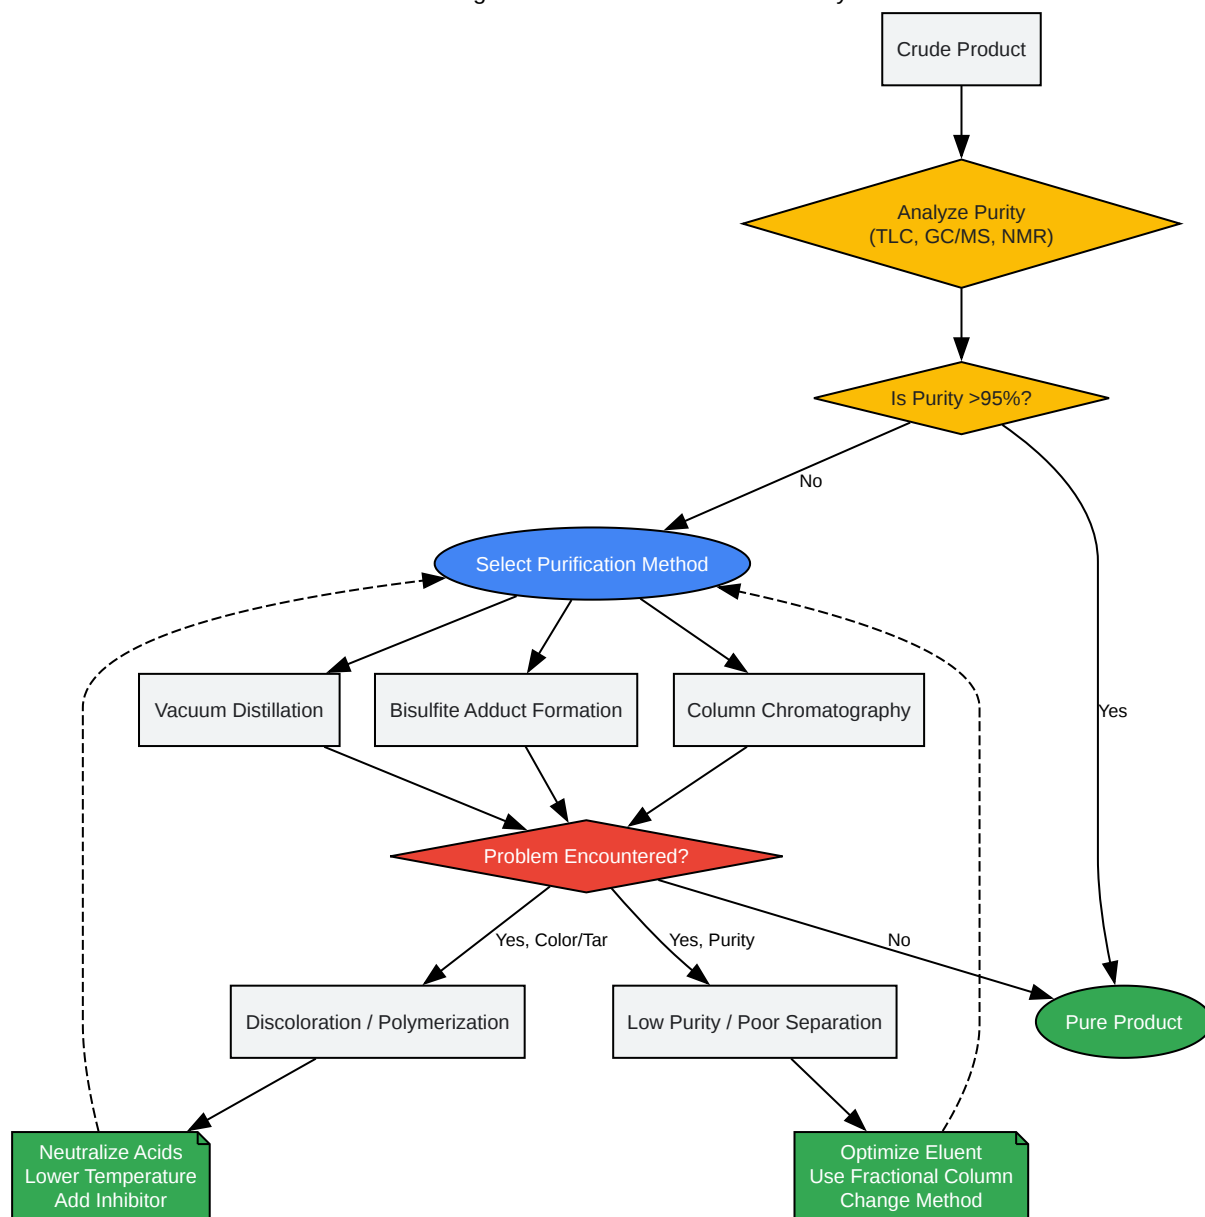 Crude Product
Analyze Purity
(TLC, GC/MS, NMR)
Is Purity >95%?
No
Select Purification Method
Vacuum Distillation
Bisulfite Adduct Formation
Column Chromatography
Yes
Problem Encountered?
Yes, Color/Tar
Yes, Purity
No
Discoloration / Polymerization
Low Purity / Poor Separation
Pure Product
Neutralize Acids
Lower Temperature
Add Inhibitor
Optimize Eluent
Use Fractional Column
Change Method